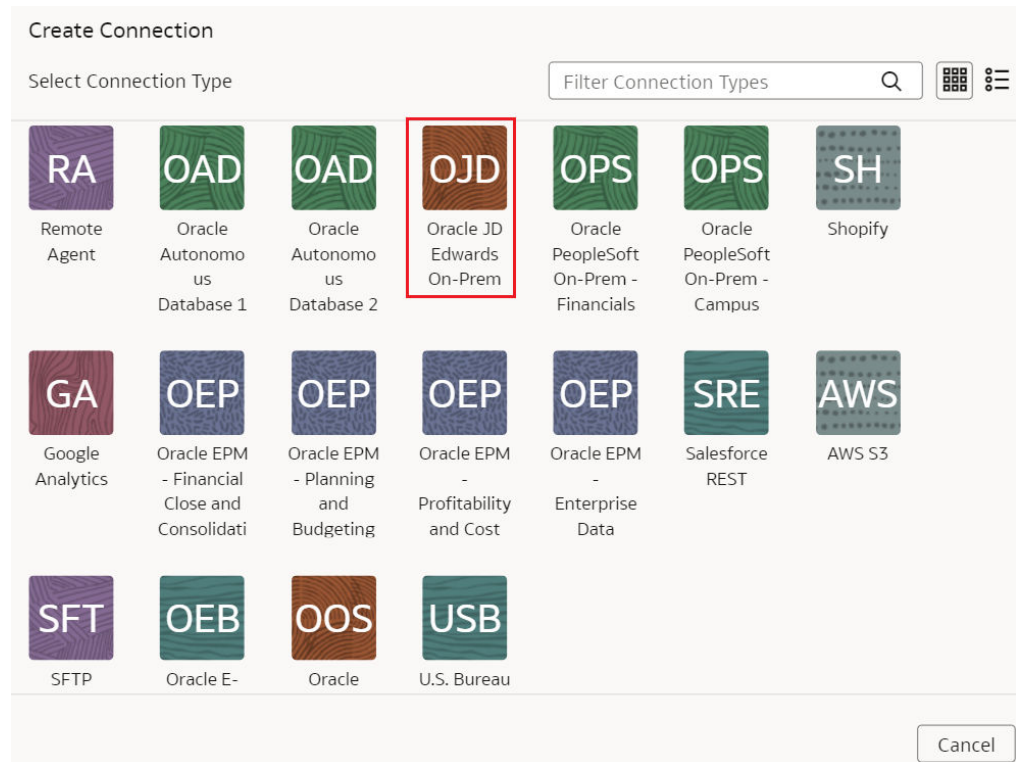 Create Connection
Select Connection Type
Filter Connection Types
RA
OAD
OAD
OJD
OPS
OPS
SH
Remote
Agent
Oracle
Autonomo
us
Database 1
Oracle
Autonomo
us
Database 2
Oracle JD
Edwards
On-Prem
Oracle
PeopleSoft
On-Prem -
Financials
Oracle
PeopleSoft
On-Prem -
Campus
Shopify
GA
OEP
OEP
OEP
OEP
SRE
AWS
Google
Analytics
Oracle EPM
- Financial
Close and
Consolidati
Oracle EPM
- Planning
and
Budgeting
Oracle EPM
-
Profitability
and Cost
Oracle EPM
-
Enterprise
Data
Salesforce
REST
AWS S3
SFT
OEB
OOS
USB
SFTP
Oracle E-
Oracle
U.S. Bureau
Cancel